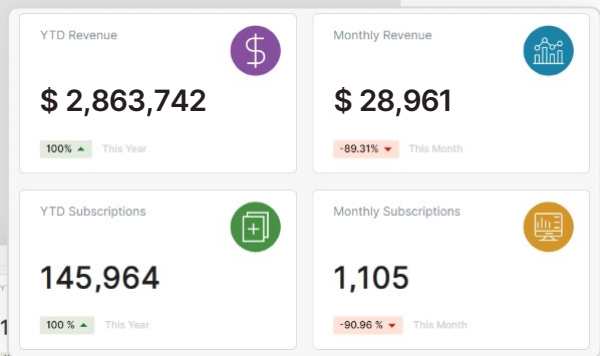 YTD Revenue
$ 2,863,742
100%
This Year
Monthly Revenue
$ 28,961
-89.31%
This Month
YTD Subscriptions
145,964
100 %
This Year
Monthly Subscriptions
1,105
-90.96 %
This Month